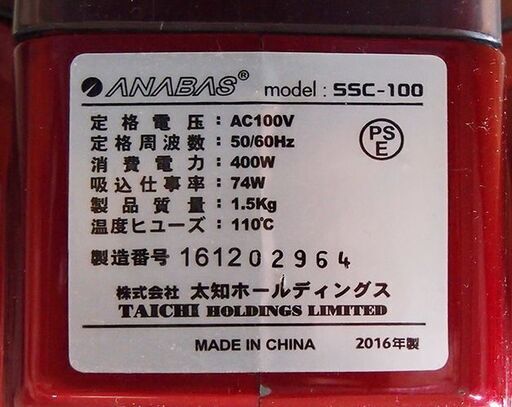 ANABAS® model : SSC-100
定格電圧 : AC100V
定格周波数 : 50/60Hz
消費電力 : 400W
吸込仕事率 : 74W
製品質量 : 1.5Kg
温度ヒューズ : 110℃
PS
E
製造番号 161202964
株式会社 太知ホールディングス
TAICHI HOLDINGS LIMITED
MADE IN CHINA 2016年製